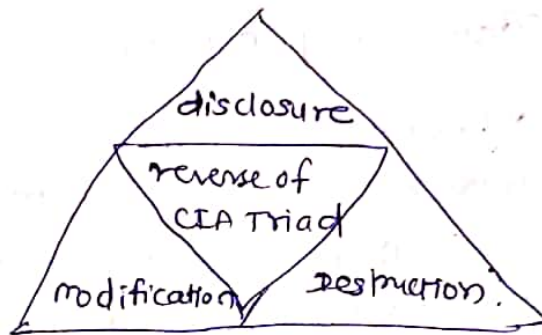 disclosure
reverse of
CIA Triad
modification
Destruction.